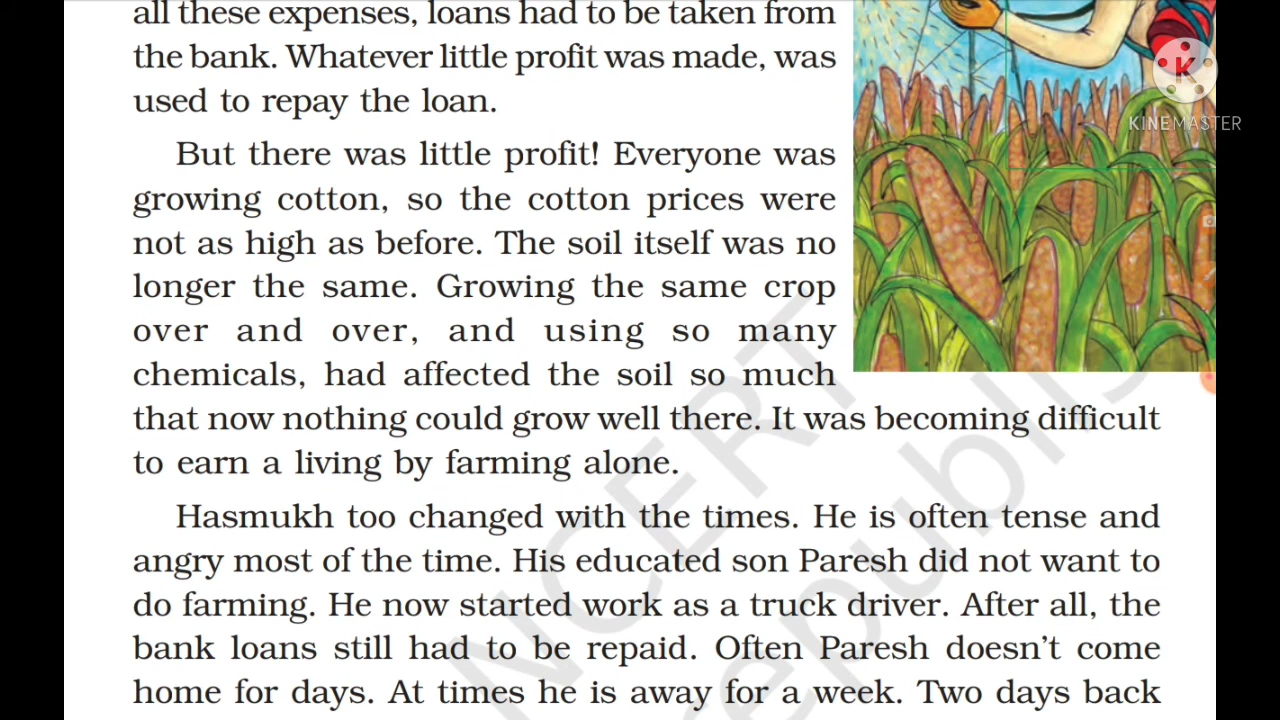 all these expenses, loans had to be taken from
the bank. Whatever little profit was made, was
used to repay the loan.
But there was little profit! Everyone was
growing cotton, so the cotton prices were
not as high as before. The soil itself was no
longer the same. Growing the same crop
over and over, and using so many
chemicals, had affected the soil so much
that now nothing could grow well there. It was becoming difficult
to earn a living by farming alone.
Hasmukh too changed with the times. He is often tense and
angry most of the time. His educated son Paresh did not want to
do farming. He now started work as a truck driver. After all, the
bank loans still had to be repaid. Often Paresh doesn't come
home for days. At times he is away for a week. Two days back
K
KINEMASTER
NCERT
republis